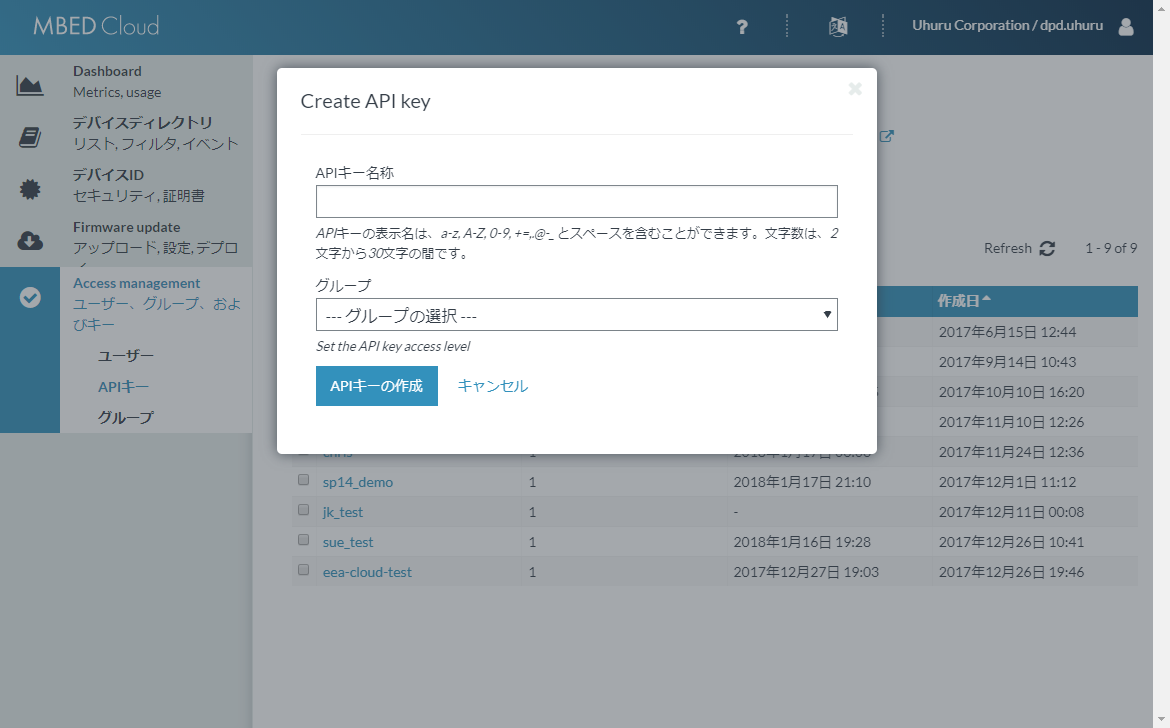 MBED Cloud
?
Uhuru Corporation / dpd.uhuru
Dashboard
Metrics, usage
デバイスディレクトリ
リスト, フィルタ, イベント
デバイスID
セキュリティ, 証明書
Firmware update
アップロード, 設定, デプロ
Access management
ユーザー、グループ、およ
びキー
ユーザー
APIキー
グループ
Create API key
APIキー名称
APIキーの表示名は、a-z, A-Z, 0-9, +=,.@-_ とスペースを含むことができます。文字数は、2
文字から30文字の間です。
グループ
--- グループの選択 ---
Set the API key access level
APIキーの作成 キャンセル
Refresh 1 - 9 of 9
作成日
2017年6月15日 12:44
2017年9月14日 10:43
2017年10月10日 16:20
2017年11月10日 12:26
2017年11月24日 12:36
sp14_demo 1 2018年1月17日 21:10 2017年12月1日 11:12
jk_test 1 - 2017年12月11日 00:08
sue_test 1 2018年1月16日 19:28 2017年12月26日 10:41
eea-cloud-test 1 2017年12月27日 19:03 2017年12月26日 19:46